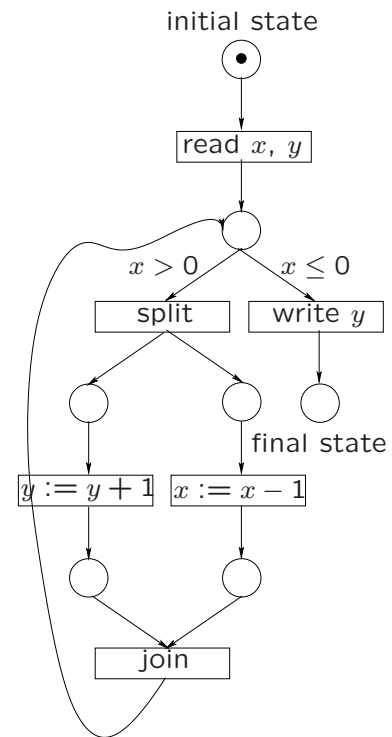 initial state
read x, y
x > 0
x ≤ 0
split
write y
final state
y := y + 1
x := x − 1
join